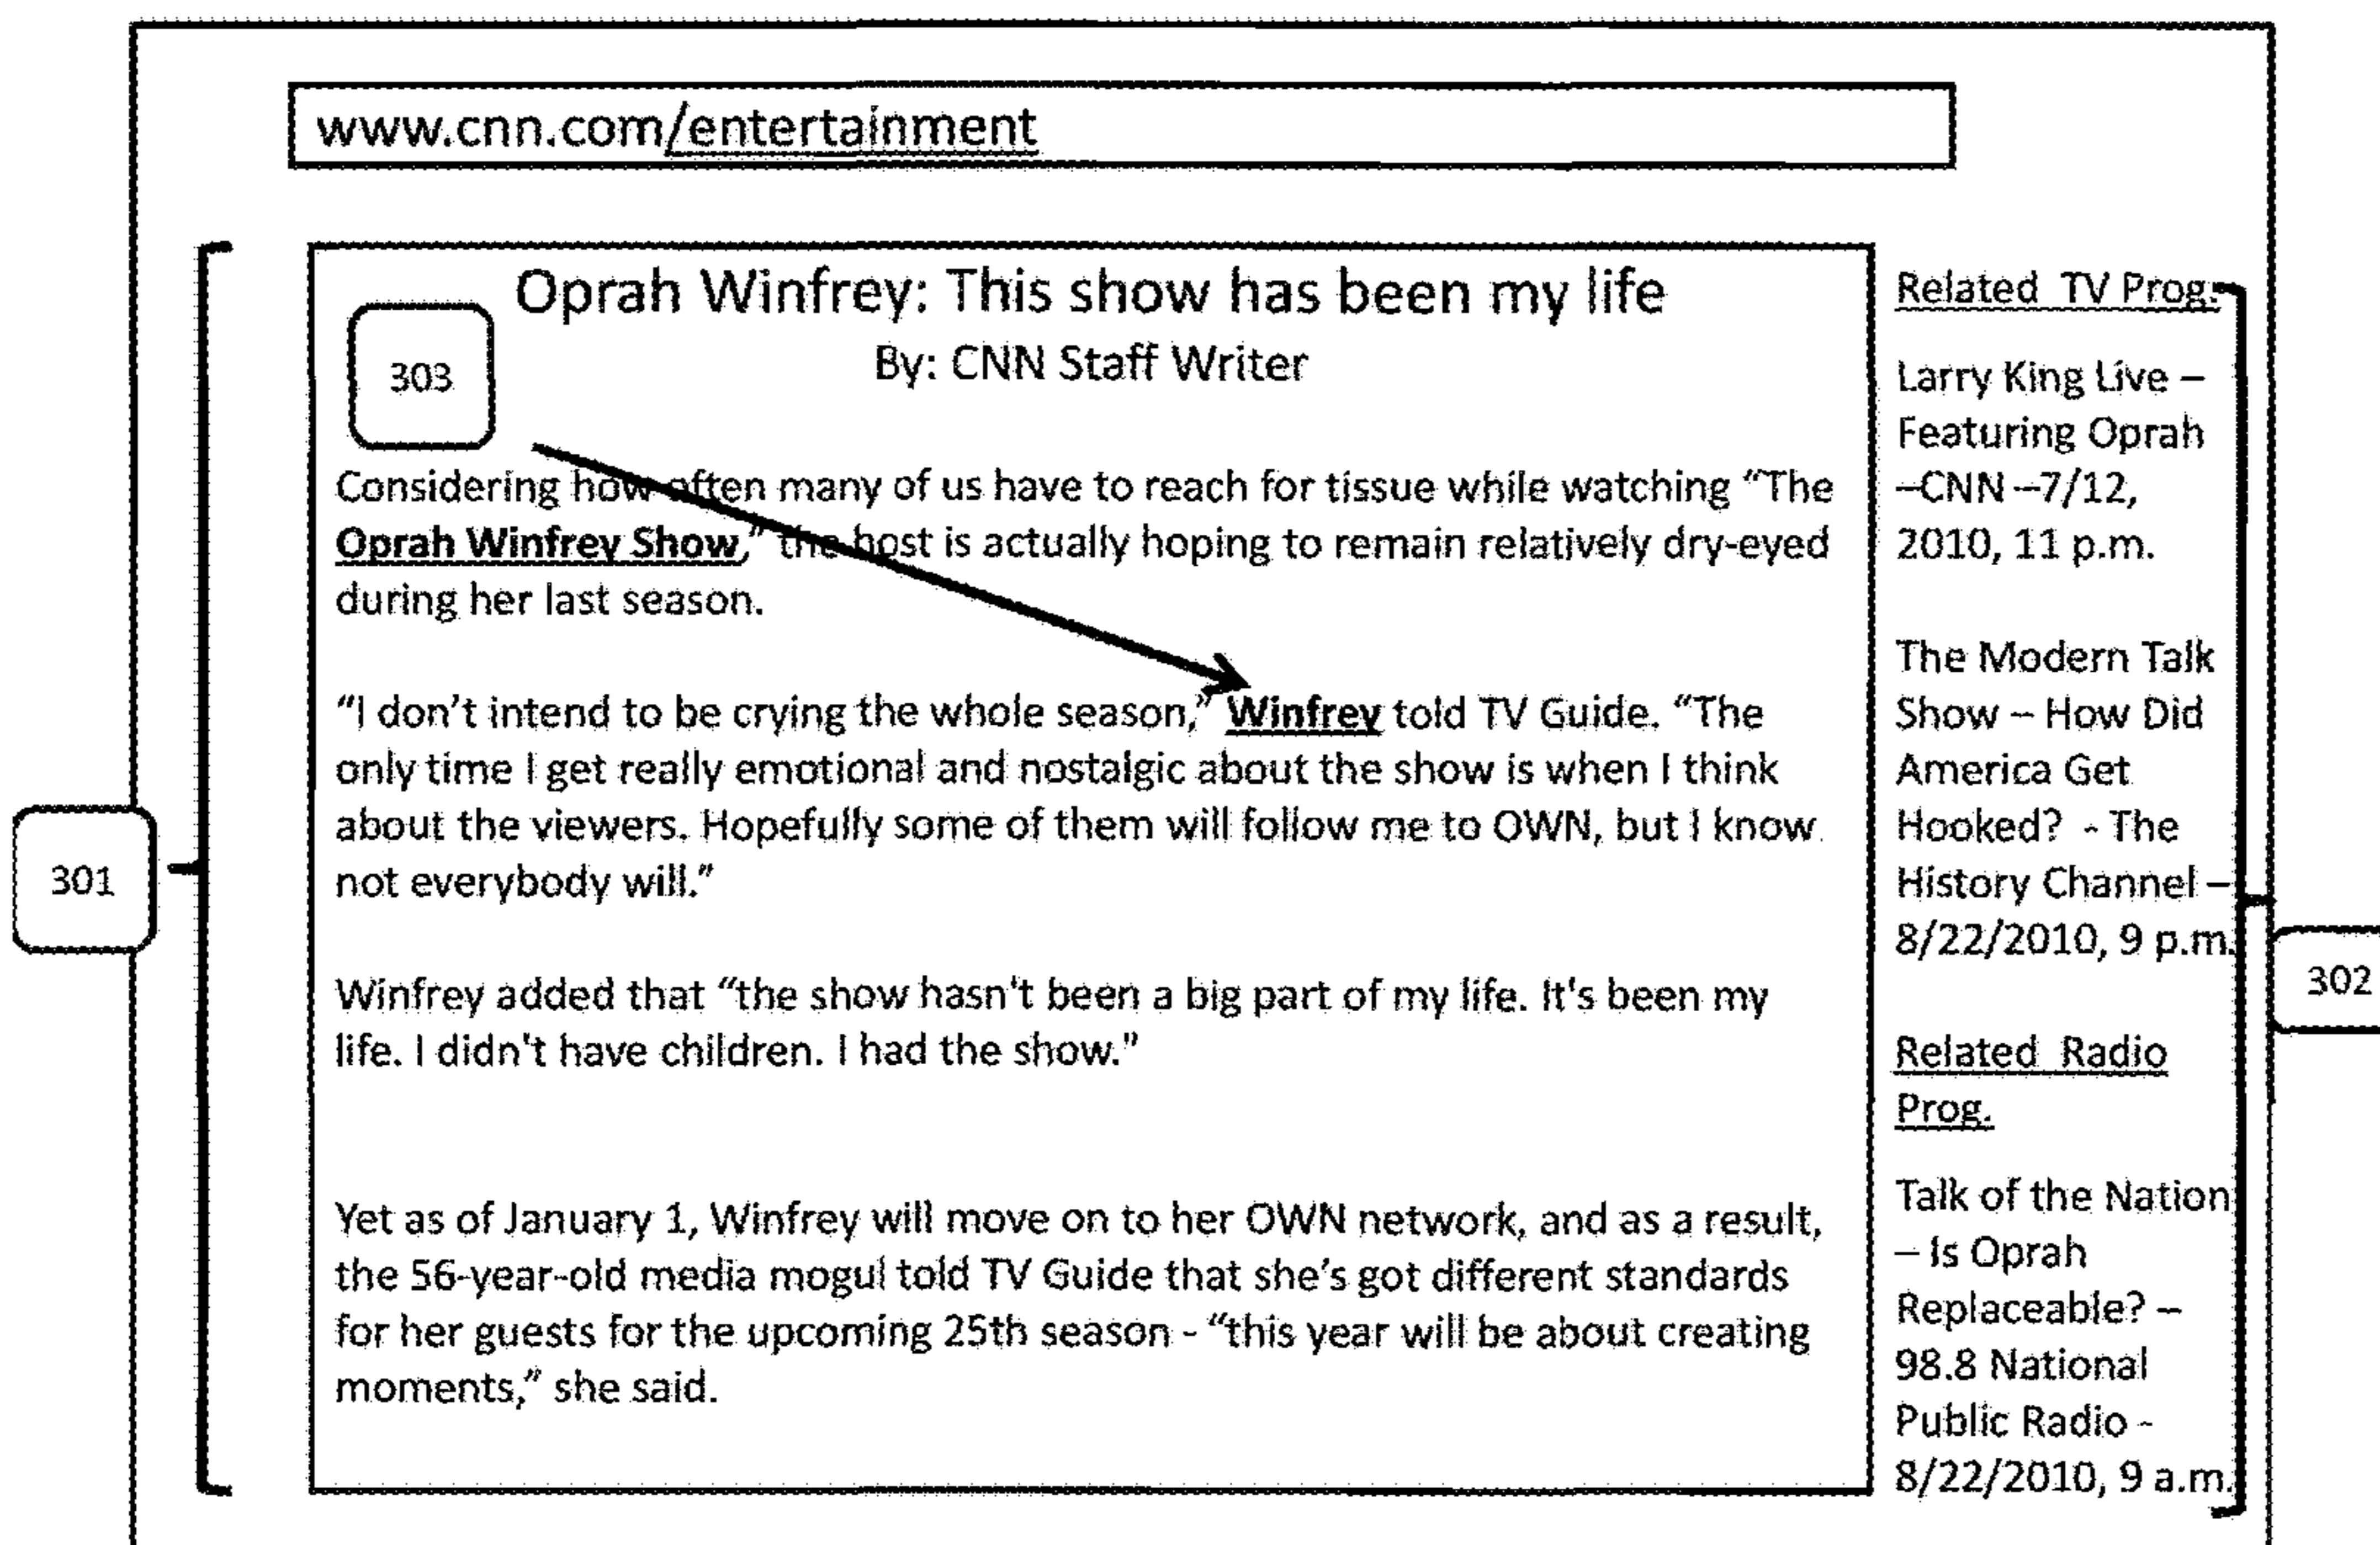 www.cnn.com/entertainment
Oprah Winfrey: This show has been my life
By: CNN Staff Writer
303
Considering how often many of us have to reach for tissue while watching “The
Oprah Winfrey Show,” the host is actually hoping to remain relatively dry-eyed
during her last season.
“I don’t intend to be crying the whole season,” Winfrey told TV Guide. “The
only time I get really emotional and nostalgic about the show is when I think
about the viewers. Hopefully some of them will follow me to OWN, but I know
not everybody will.”
Winfrey added that “the show hasn't been a big part of my life. It's been my
life. I didn't have children. I had the show."
Yet as of January 1, Winfrey will move on to her OWN network, and as a result,
the 56-year-old media mogul told TV Guide that she’s got different standards
for her guests for the upcoming 25th season - “this year will be about creating
moments,” she said.
301
Related TV Prog.
Larry King Live –
Featuring Oprah
–CNN –7/12,
2010, 11 p.m.
The Modern Talk
Show – How Did
America Get
Hooked? - The
History Channel –
8/22/2010, 9 p.m.
Related Radio
Prog.
Talk of the Nation
– Is Oprah
Replaceable? –
98.8 National
Public Radio -
8/22/2010, 9 a.m.
302